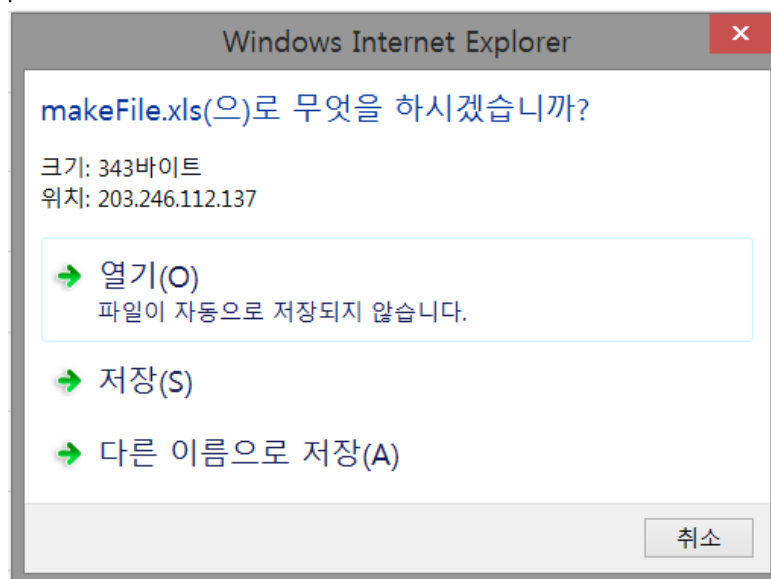 Windows Internet Explorer
makeFile.xls(으)로 무엇을 하시겠습니까?
크기: 343바이트
위치: 203.246.112.137
열기(O)
파일이 자동으로 저장되지 않습니다.
저장(S)
다른 이름으로 저장(A)
취소